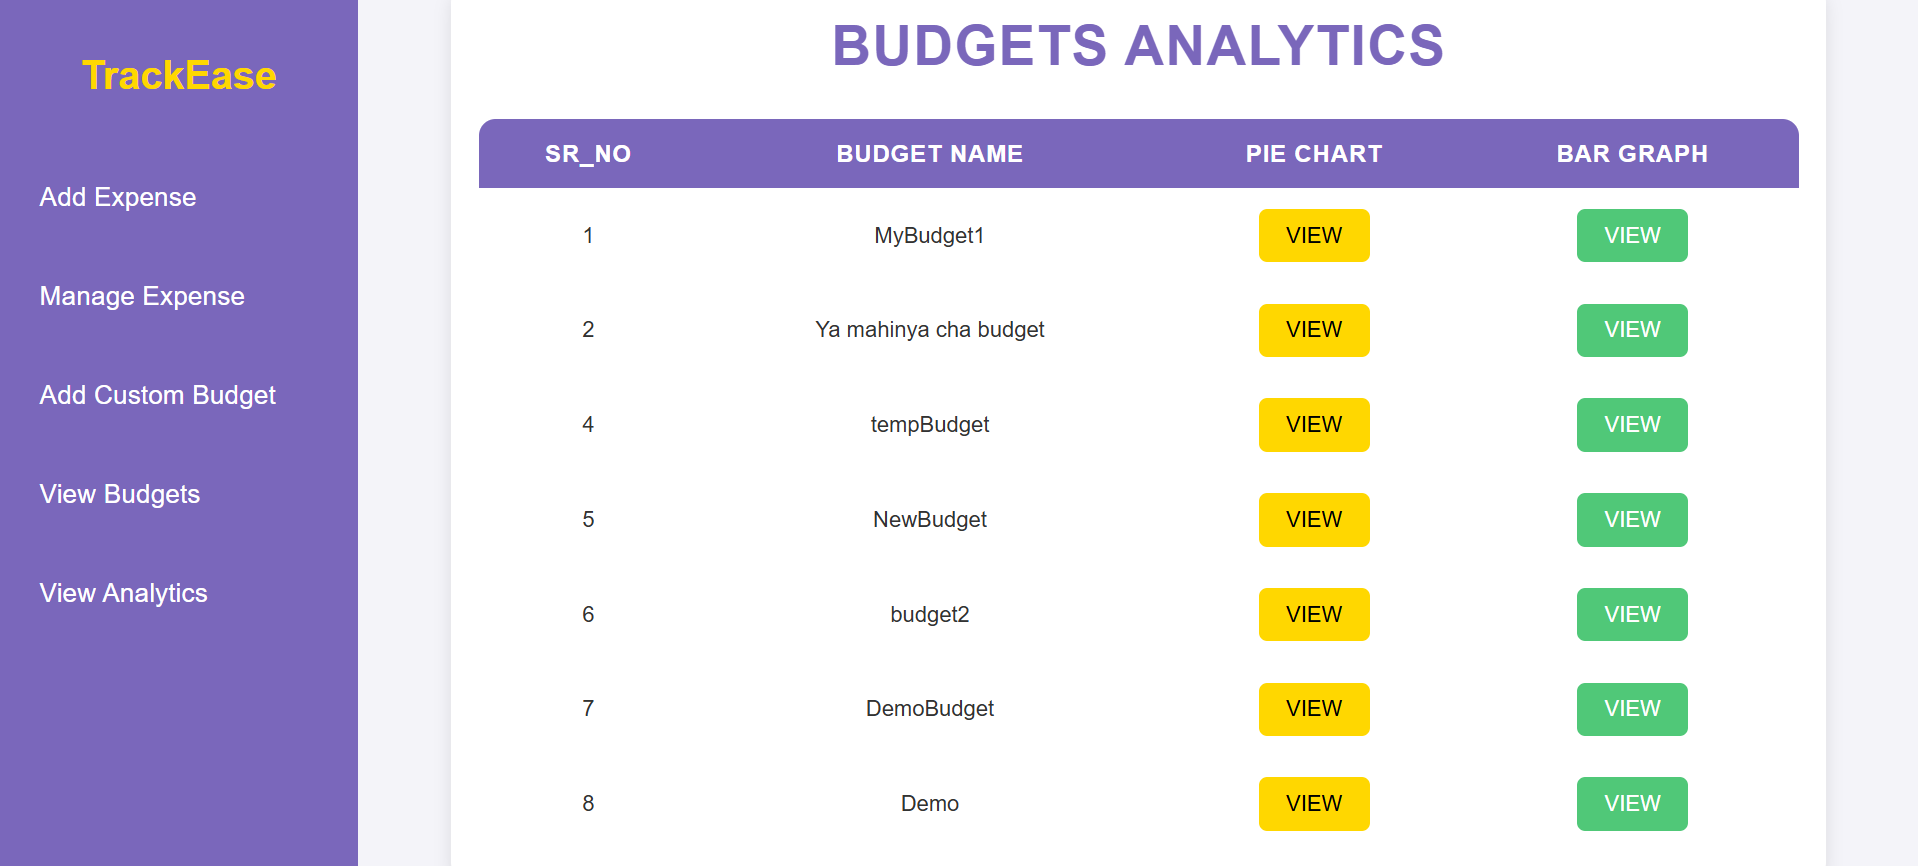 TrackEase
Add Expense
Manage Expense
Add Custom Budget
View Budgets
View Analytics
BUDGETS ANALYTICS
SR_NO BUDGET NAME PIE CHART BAR GRAPH
1 MyBudget1 VIEW VIEW
2 Ya mahinya cha budget VIEW VIEW
4 tempBudget VIEW VIEW
5 NewBudget VIEW VIEW
6 budget2 VIEW VIEW
7 DemoBudget VIEW VIEW
8 Demo VIEW VIEW